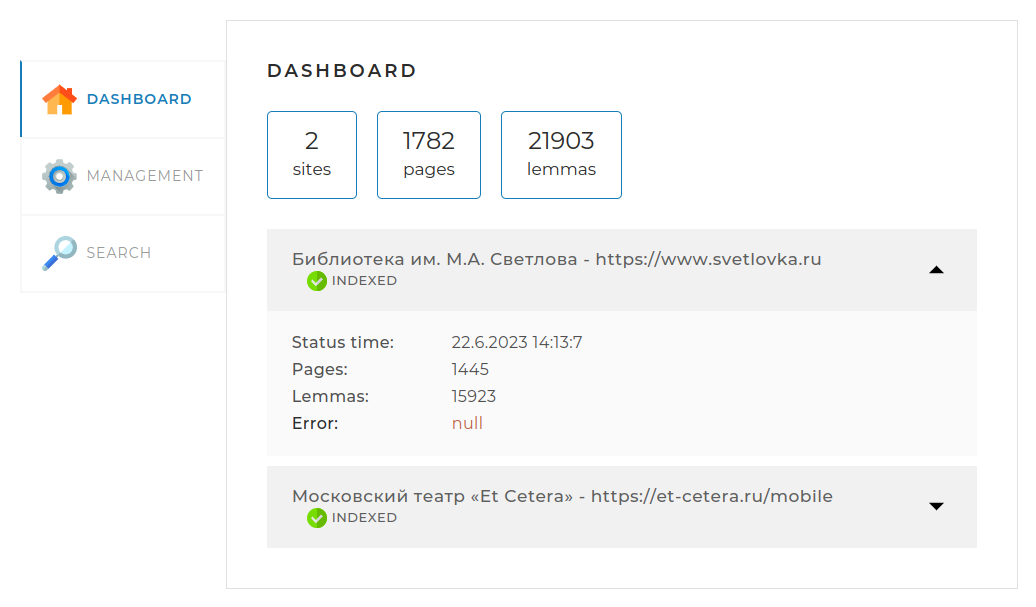 DASHBOARD
MANAGEMENT
SEARCH
DASHBOARD
2
sites
1782
pages
21903
lemmas
Библиотека им. М.А. Светлова - https://www.svetlovka.ru
INDEXED
Status time: 22.6.2023 14:13:7
Pages: 1445
Lemmas: 15923
Error: null
Московский театр «Et Cetera» - https://et-cetera.ru/mobile
INDEXED